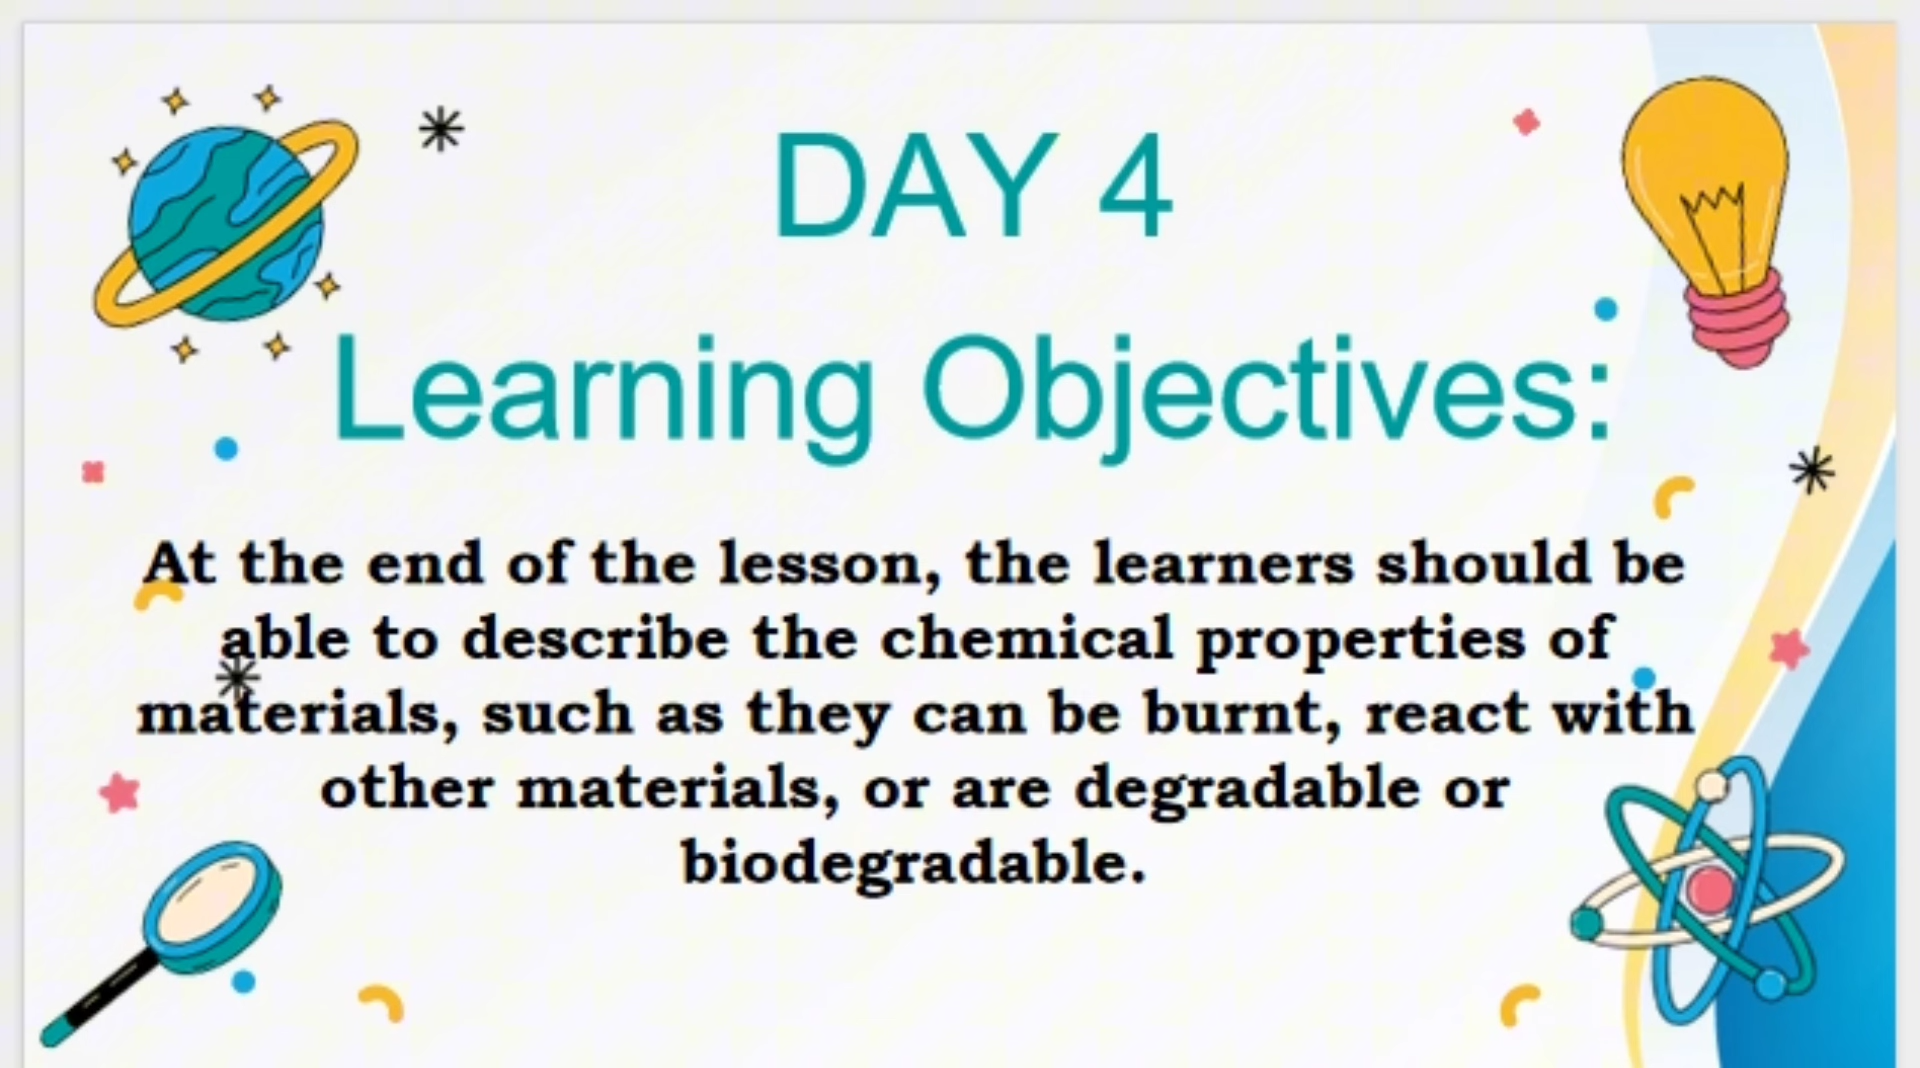 DAY 4
Learning Objectives:
At the end of the lesson, the learners should be
able to describe the chemical properties of
materials, such as they can be burnt, react with
other materials, or are degradable or
biodegradable.